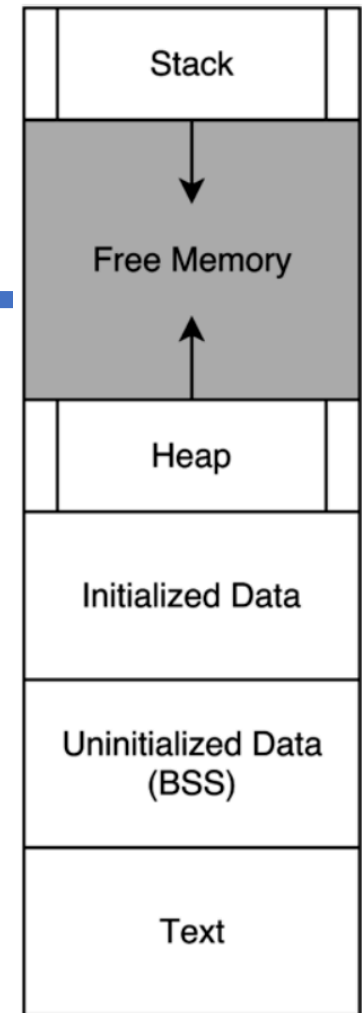 Stack
Free Memory
Heap
Initialized Data
Uninitialized Data
(BSS)
Text